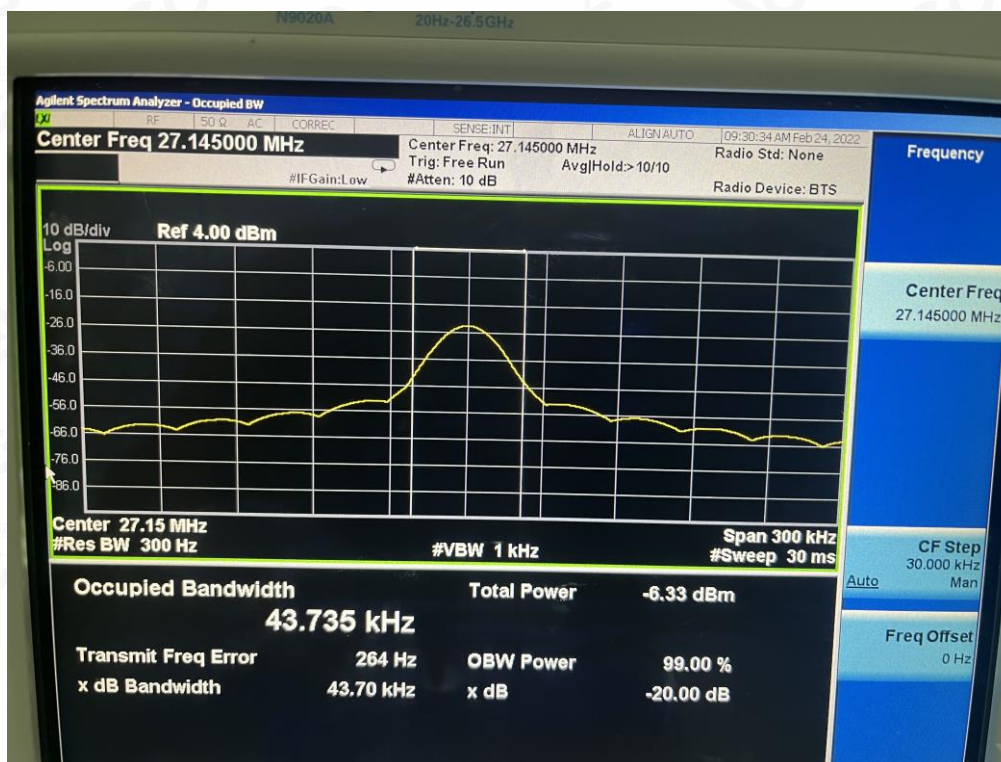 N9020A 20Hz-26.5GHz
Agilent Spectrum Analyzer - Occupied BW
LXI RF 50 Ω AC CORREC SENSE:INT ALIGN AUTO 09:30:34 AM Feb 24, 2022
Center Freq 27.145000 MHz
Center Freq: 27.145000 MHz
Radio Std: None
Trig: Free Run Avg|Hold:>10/10
#IFGain:Low #Atten: 10 dB
Radio Device: BTS
10 dB/div Ref 4.00 dBm
Log
-6.00
-16.0
-26.0
-36.0
-46.0
-56.0
-66.0
-76.0
-86.0
Center 27.15 MHz Span 300 kHz
#Res BW 300 Hz #VBW 1 kHz #Sweep 30 ms
Occupied Bandwidth Total Power -6.33 dBm
43.735 kHz
Transmit Freq Error 264 Hz OBW Power 99.00 %
x dB Bandwidth 43.70 kHz x dB -20.00 dB
Frequency
Center Freq
27.145000 MHz
CF Step
30.000 kHz
Auto Man
Freq Offset
0 Hz